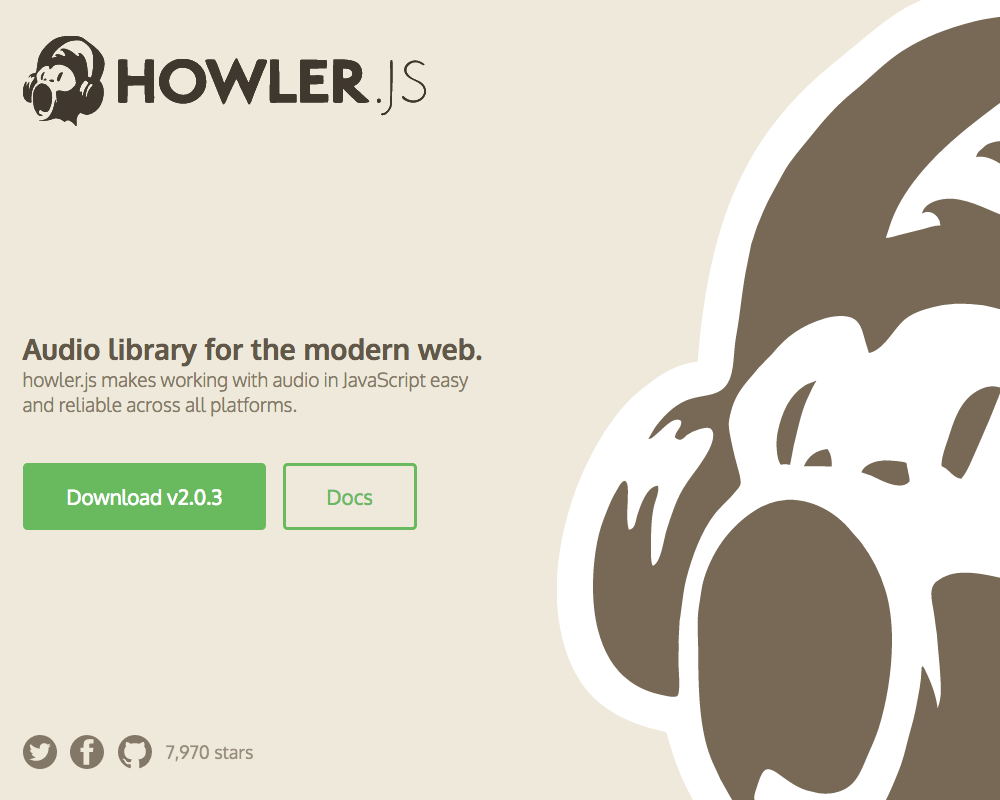 HOWLER.JS
Audio library for the modern web.
howler.js makes working with audio in JavaScript easy
and reliable across all platforms.
Download v2.0.3 Docs
7,970 stars